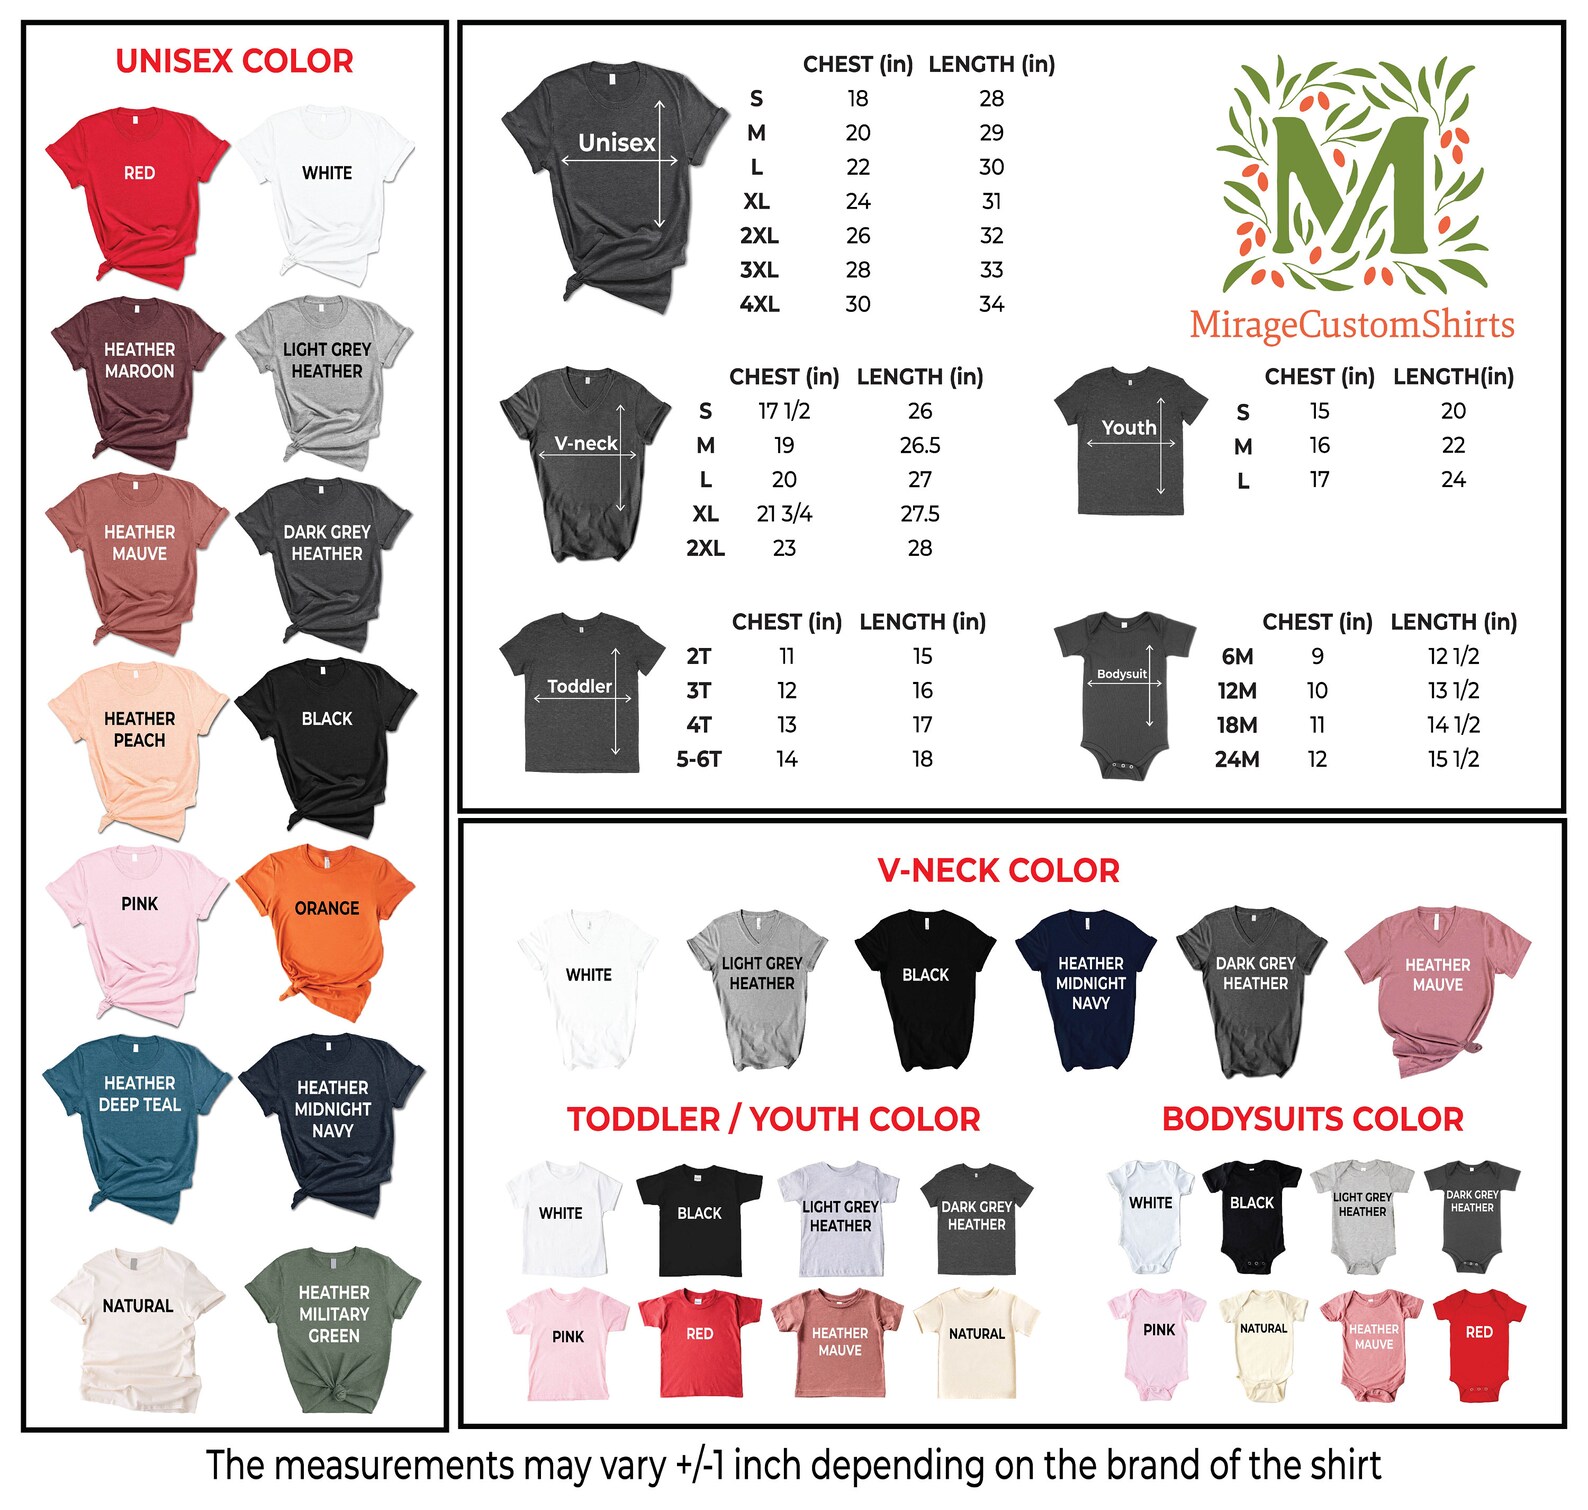 UNISEX COLOR
RED
WHITE
HEATHER
MAROON
LIGHT GREY
HEATHER
HEATHER
MAUVE
DARK GREY
HEATHER
HEATHER
PEACH
BLACK
PINK
ORANGE
HEATHER
DEEP TEAL
HEATHER
MIDNIGHT
NAVY
NATURAL
HEATHER
MILITARY
GREEN
Unisex
CHEST (in) LENGTH (in)
S 18 28
M 20 29
L 22 30
XL 24 31
2XL 26 32
3XL 28 33
4XL 30 34
M
MirageCustomShirts
V-neck
CHEST (in) LENGTH (in)
S 17 1/2 26
M 19 26.5
L 20 27
XL 21 3/4 27.5
2XL 23 28
Youth
CHEST (in) LENGTH(in)
S 15 20
M 16 22
L 17 24
Toddler
CHEST (in) LENGTH (in)
2T 11 15
3T 12 16
4T 13 17
5-6T 14 18
Bodysuit
CHEST (in) LENGTH (in)
6M 9 12 1/2
12M 10 13 1/2
18M 11 14 1/2
24M 12 15 1/2
V-NECK COLOR
WHITE
LIGHT GREY
HEATHER
BLACK
HEATHER
MIDNIGHT
NAVY
DARK GREY
HEATHER
HEATHER
MAUVE
TODDLER / YOUTH COLOR
WHITE
BLACK
LIGHT GREY
HEATHER
DARK GREY
HEATHER
PINK
RED
HEATHER
MAUVE
NATURAL
BODYSUITS COLOR
WHITE
BLACK
LIGHT GREY
HEATHER
DARK GREY
HEATHER
PINK
NATURAL
HEATHER
MAUVE
RED
The measurements may vary +/-1 inch depending on the brand of the shirt